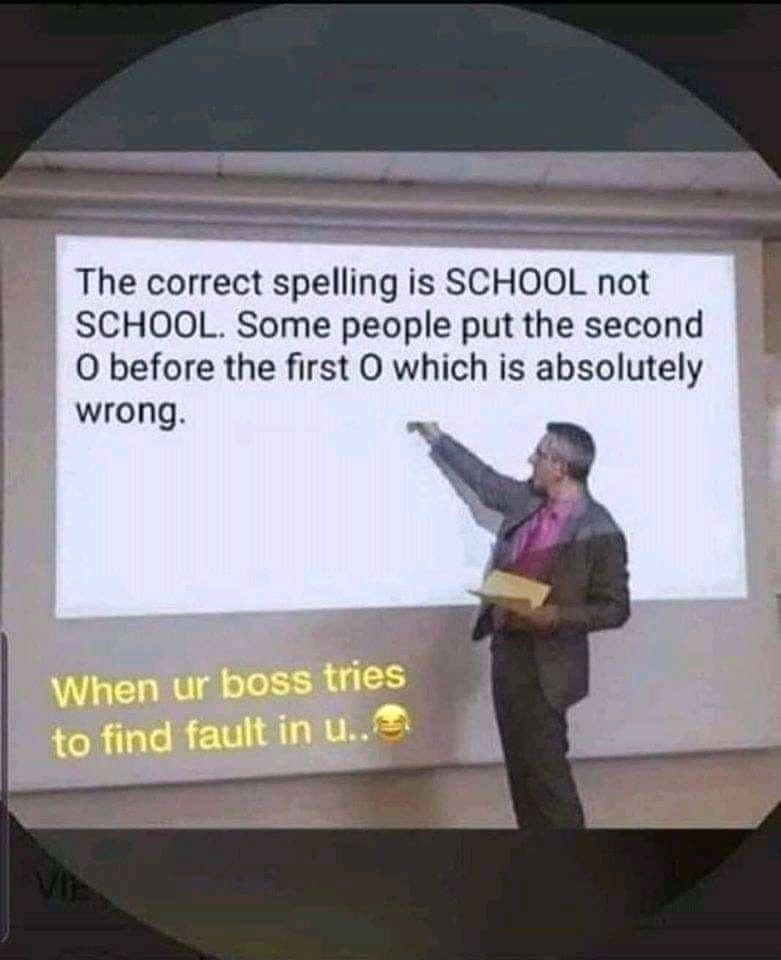 The correct spelling is SCHOOL not
SCHOOL. Some people put the second
O before the first O which is absolutely
wrong.
When ur boss tries
to find fault in u..😂